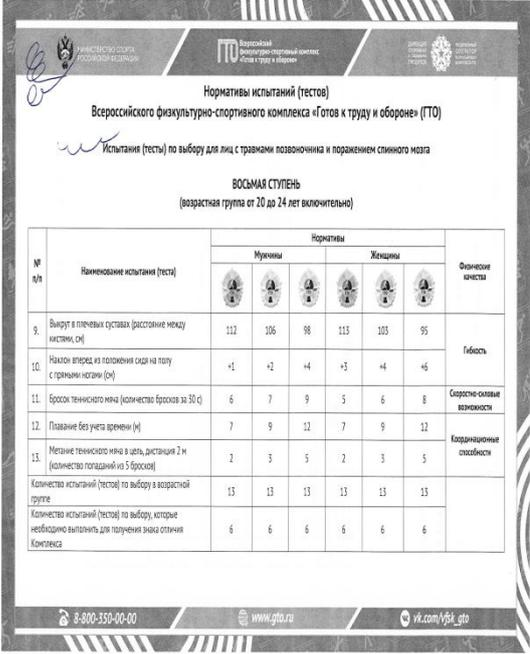 МИНИСТЕРСТВО СПОРТА
РОССИЙСКОЙ ФЕДЕРАЦИИ
ГТО
Всероссийский
физкультурно-спортивный комплекс
«Готов к труду и обороне»
Нормативы испытаний (тестов)
Всероссийского физкультурно-спортивного комплекса «Готов к труду и обороне» (ГТО)
Испытания (тесты) по выбору для лиц с травмами позвоночника и поражением спинного мозга
ВОСЬМАЯ СТУПЕНЬ
(возрастная группа от 20 до 24 лет включительно)
№ п/п
Наименование испытания (теста)
Нормативы
Мужчины
Женщины
Физические
качества
9. Выкрут в плечевых суставах (расстояние между кистями, см) 112 106 98 113 103 95
Гибкость
10. Наклон вперед из положения сидя на полу
с прямыми ногами (см) +1 +2 +4 +3 +4 +6
11. Бросок теннисного мяча (количество бросков за 30 с) 6 7 9 5 6 8
Скоростно-силовые
возможности
12. Плавание без учета времени (м) 7 9 12 7 9 12
Координационные
способности
13. Метание теннисного мяча в цель, дистанция 2 м
(количество попаданий из 5 бросков) 2 3 5 2 3 5
Количество испытаний (тестов) по выбору в возрастной
группе 13 13 13 13 13 13
Количество испытаний (тестов) по выбору, которые
необходимо выполнить для получения знака отличия
Комплекса 6 6 6 6 6 6
8-800-350-00-00
www.gto.ru
vk.com/vfsk_gto